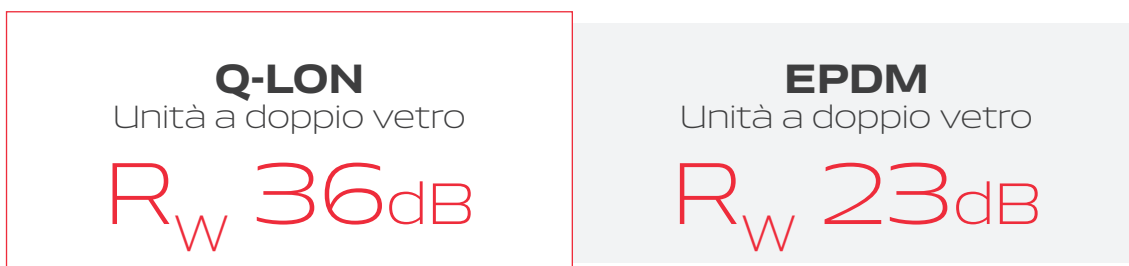 Q-LON
Unità a doppio vetro
RW 36dB
EPDM
Unità a doppio vetro
RW 23dB